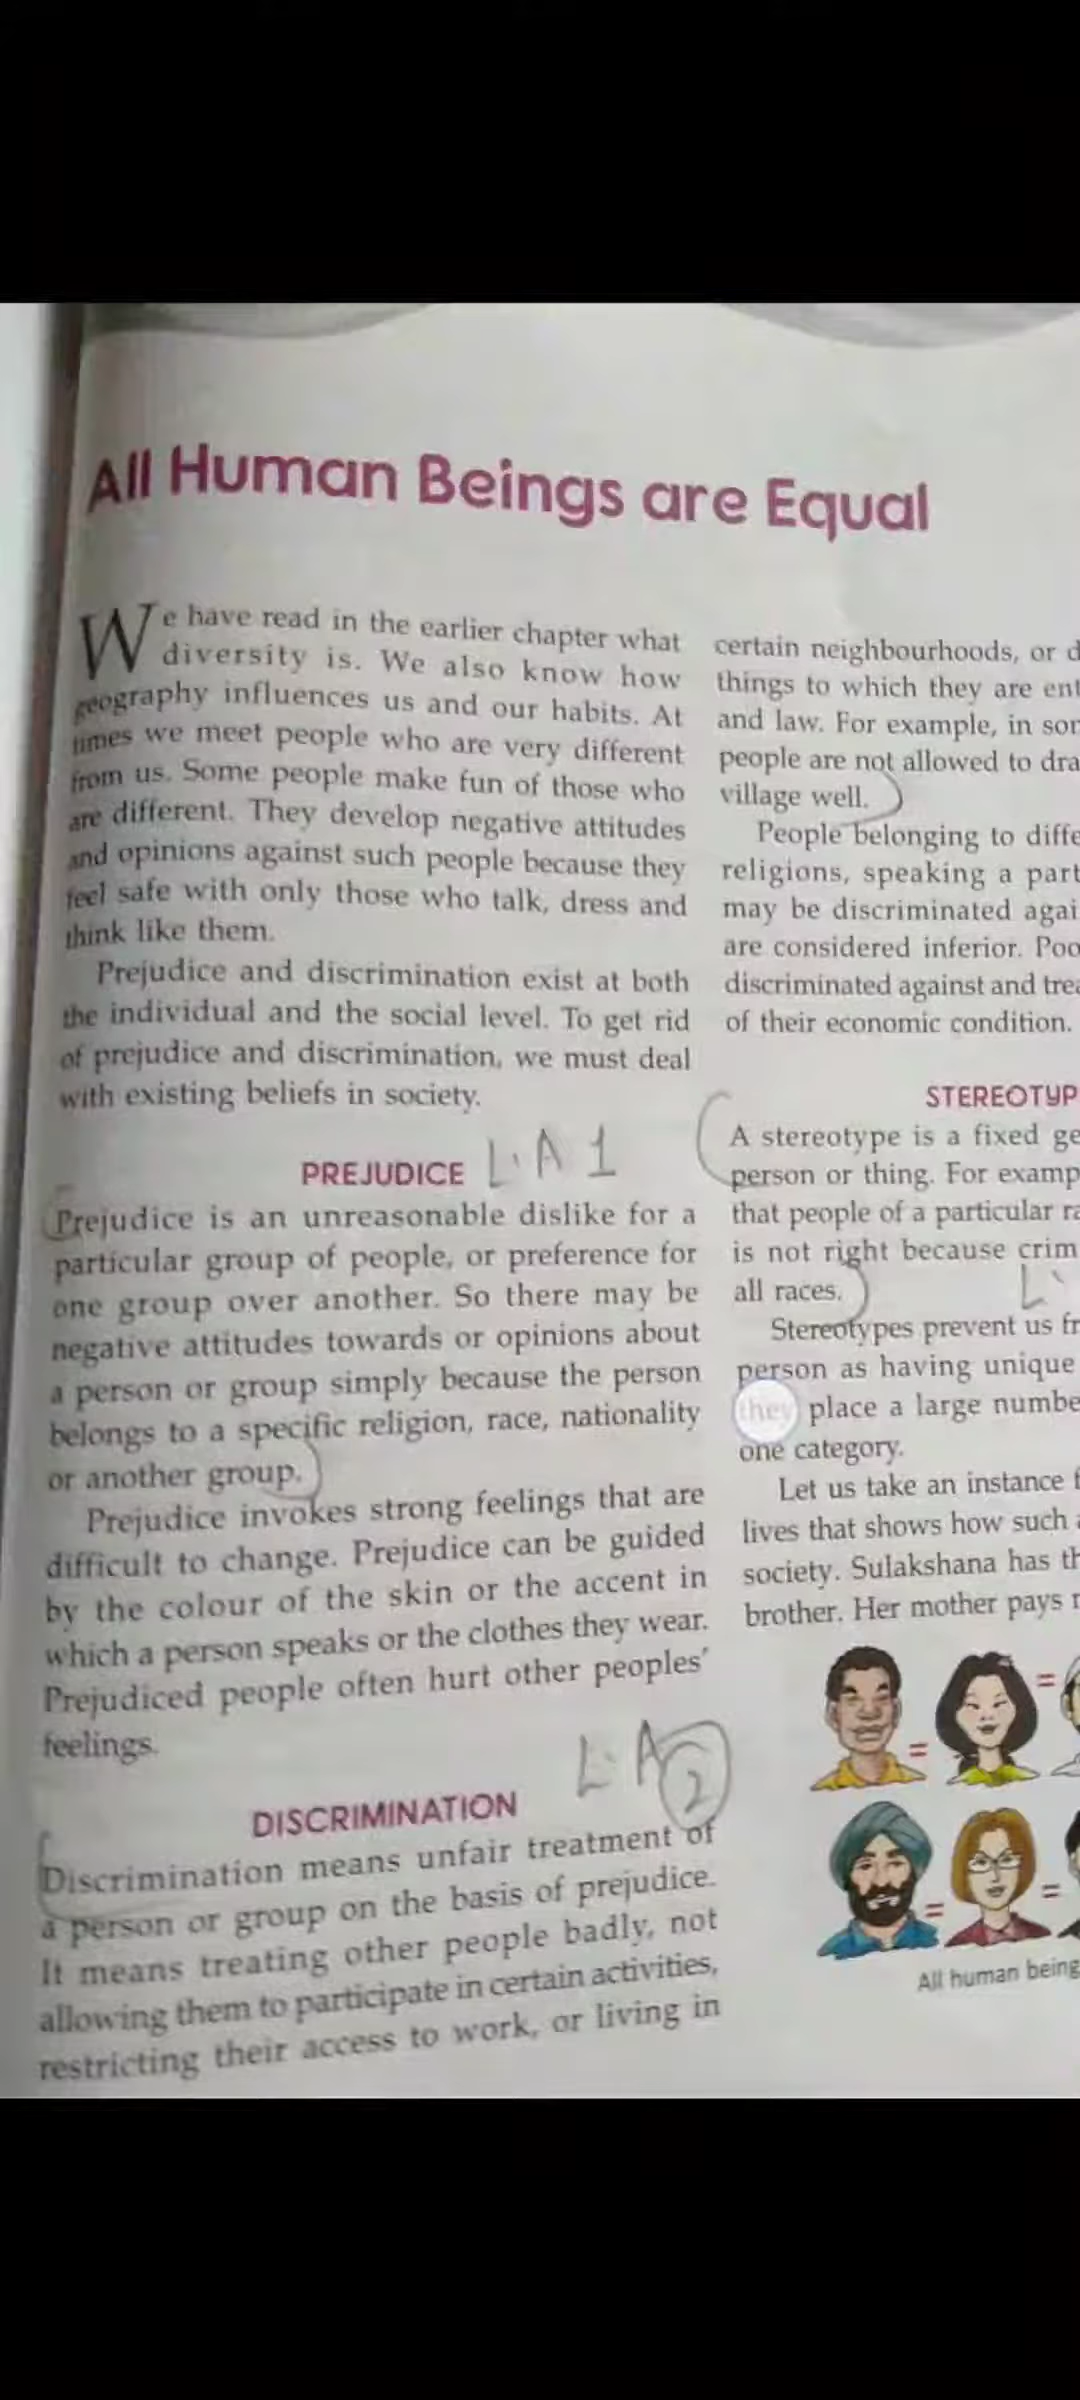 All Human Beings are Equal
We have read in the earlier chapter what
diversity is. We also know how
geography influences us and our habits. At
times we meet people who are very different
from us. Some people make fun of those who
are different. They develop negative attitudes
and opinions against such people because they
feel safe with only those who talk, dress and
think like them.
Prejudice and discrimination exist at both
the individual and the social level. To get rid
of prejudice and discrimination, we must deal
with existing beliefs in society.
PREJUDICE L.A 1
Prejudice is an unreasonable dislike for a
particular group of people, or preference for
one group over another. So there may be
negative attitudes towards or opinions about
a person or group simply because the person
belongs to a specific religion, race, nationality
or another group.
Prejudice invokes strong feelings that are
difficult to change. Prejudice can be guided
by the colour of the skin or the accent in
which a person speaks or the clothes they wear.
Prejudiced people often hurt other peoples'
feelings.
L.A 2
DISCRIMINATION
Discrimination means unfair treatment of
a person or group on the basis of prejudice.
It means treating other people badly, not
allowing them to participate in certain activities,
restricting their access to work, or living in
certain neighbourhoods, or
things to which they are
and law. For example, in
people are not allowed to
village well.
People belonging to
religions, speaking a
may be discriminated
are considered inferior.
discriminated against and
of their economic condition.
A stereotype is a fixed
person or thing. For
that people of a particular
is not right because
all races.
Stereotypes prevent us
person as having unique
they place a large
one category.
Let us take an instance
lives that shows how such
society. Sulakshana has
brother. Her mother pays
= =
= =
All human